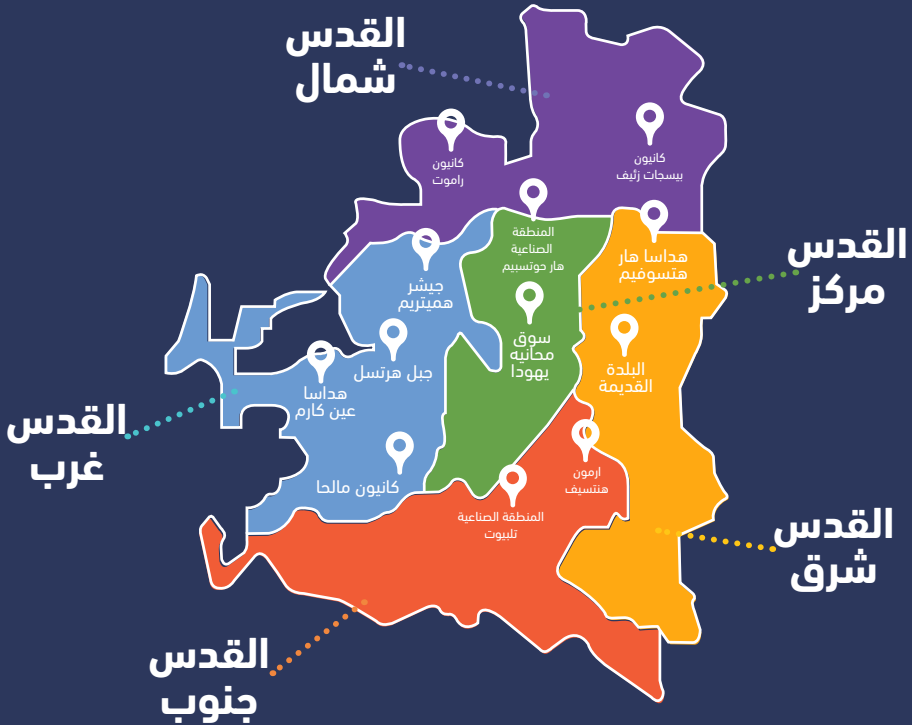 القدس
شمال
كانيون
راموت
كانيون
بيسجات زئيف
المنطقة
الصناعية
هار حوتسبيم
هداسا هار
هتسوفيم
القدس
مركز
جيشر
هميتريم
سوق
محانيه
يهودا
البلدة
القديمة
جبل هرتسل
هداسا
عين كارم
القدس
غرب
كانيون مالحا
ارمون
هنتسيف
المنطقة الصناعية
تلبيوت
القدس
شرق
القدس
جنوب